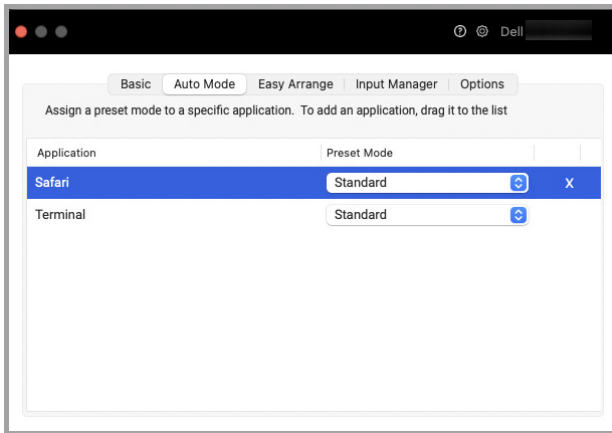 Dell
Basic Auto Mode Easy Arrange Input Manager Options
Assign a preset mode to a specific application. To add an application, drag it to the list
Application Preset Mode
Safari Standard X
Terminal Standard